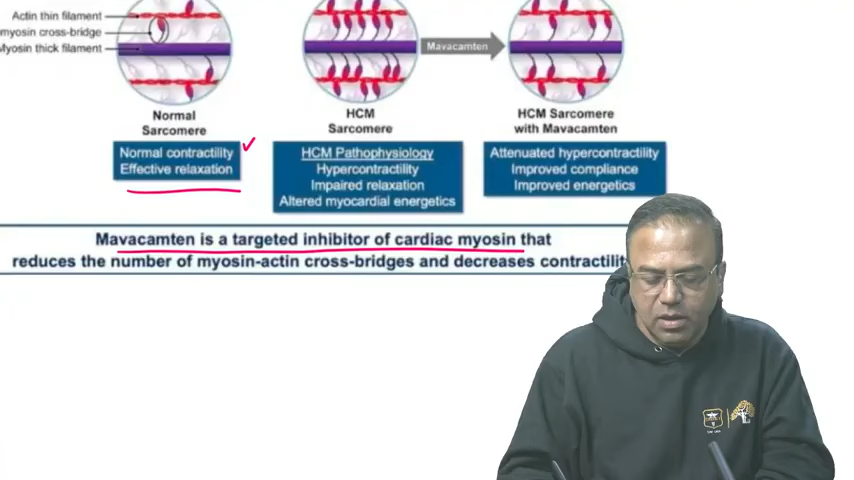 Actin thin filament
myosin cross-bridge
Myosin thick filament
Mavacamten
Normal
Sarcomere
HCM
Sarcomere
HCM Sarcomere
with Mavacamten
Normal contractility
Effective relaxation
HCM Pathophysiology
Hypercontractility
Impaired relaxation
Altered myocardial energetics
Attenuated hypercontractility
Improved compliance
Improved energetics
Mavacamten is a targeted inhibitor of cardiac myosin that
reduces the number of myosin-actin cross-bridges and decreases